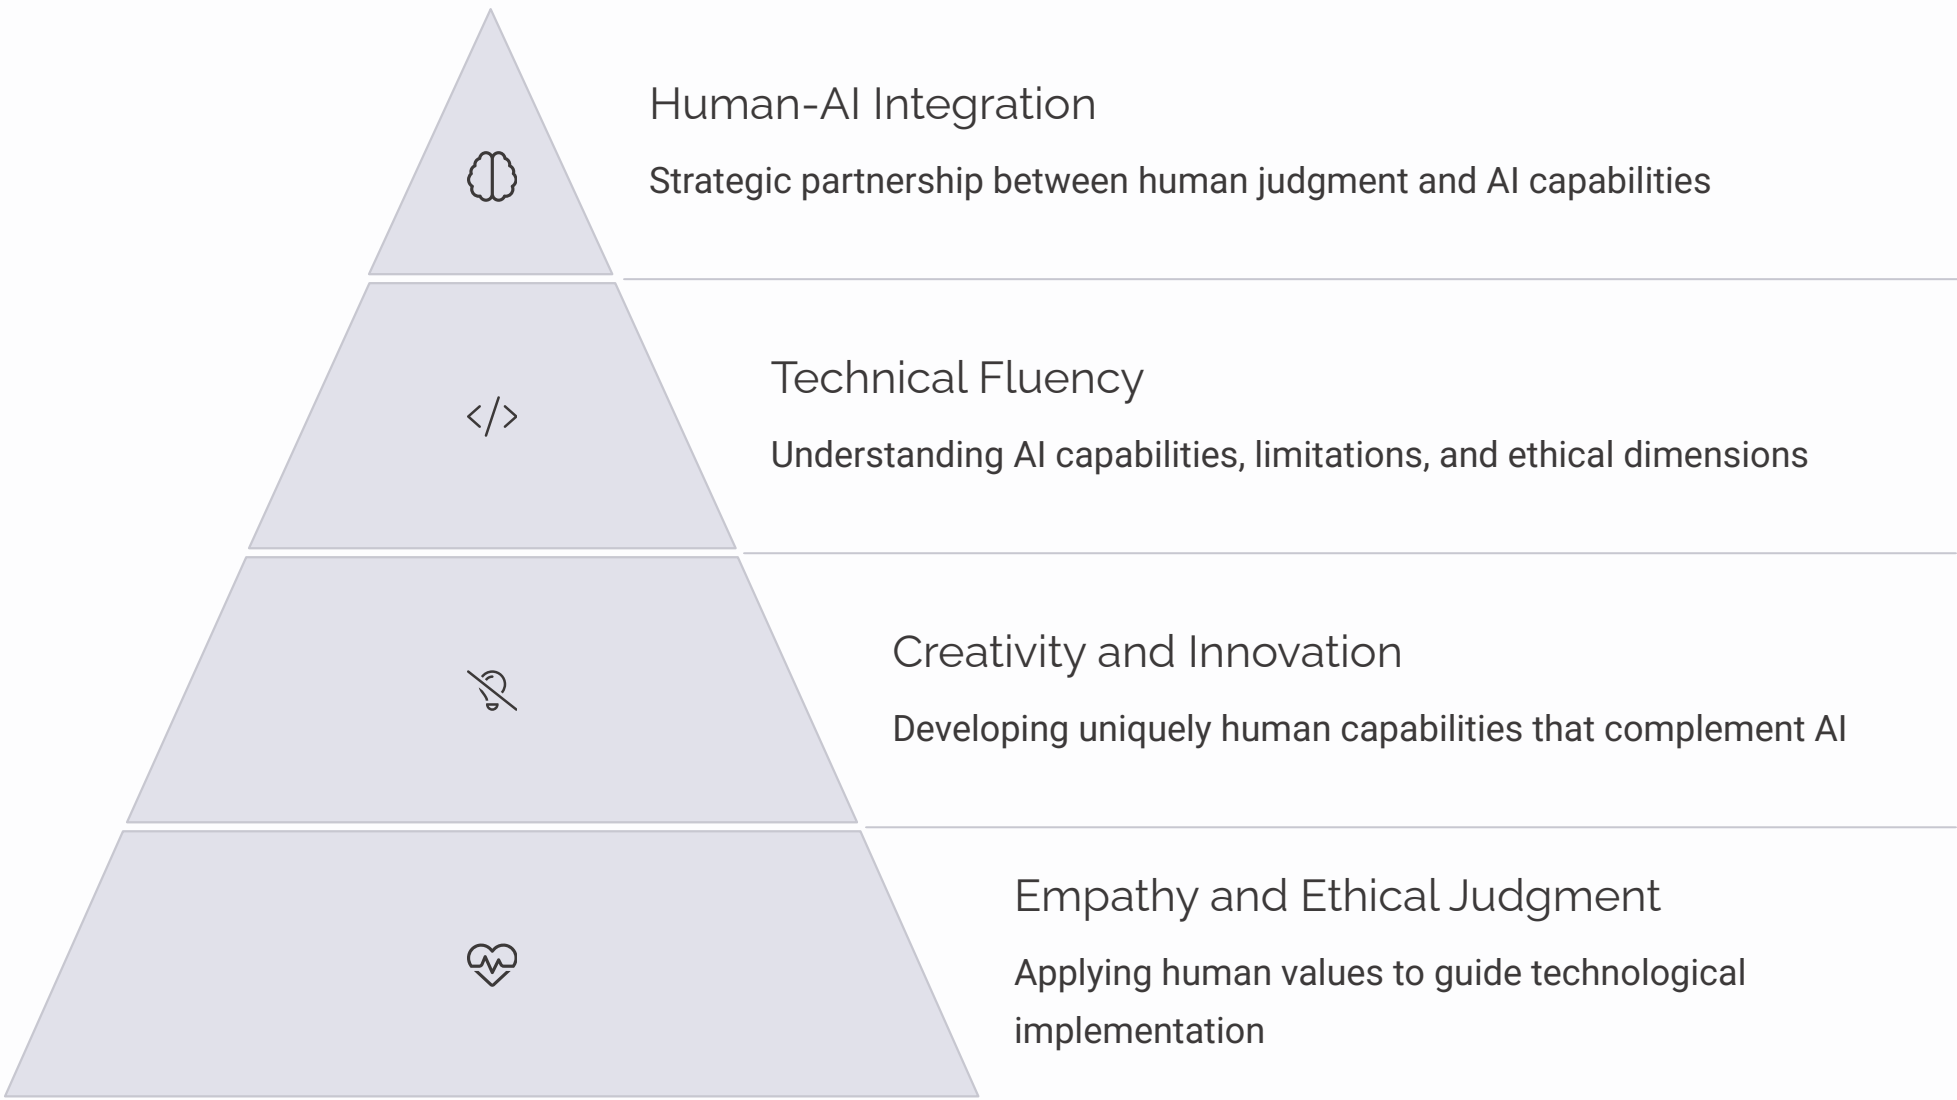 Human-AI Integration
Strategic partnership between human judgment and AI capabilities
Technical Fluency
Understanding AI capabilities, limitations, and ethical dimensions
Creativity and Innovation
Developing uniquely human capabilities that complement AI
Empathy and Ethical Judgment
Applying human values to guide technological
implementation